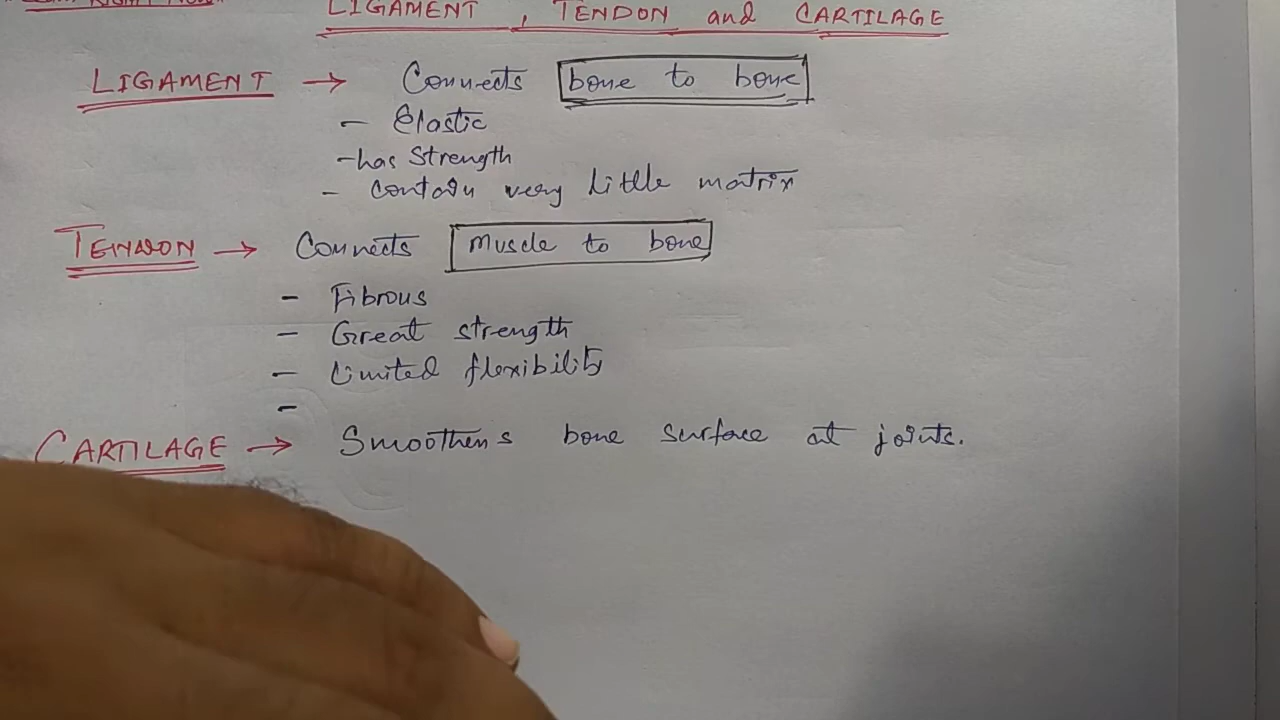 LIGAMENT, TENDON and CARTILAGE
LIGAMENT → Connects bone to bone
- Elastic
- has Strength
- Contain very little matrix
TENDON → Connects Muscle to bone
- Fibrous
- Great strength
- Limited flexibility
-
CARTILAGE → Smoothens bone surface at joints.